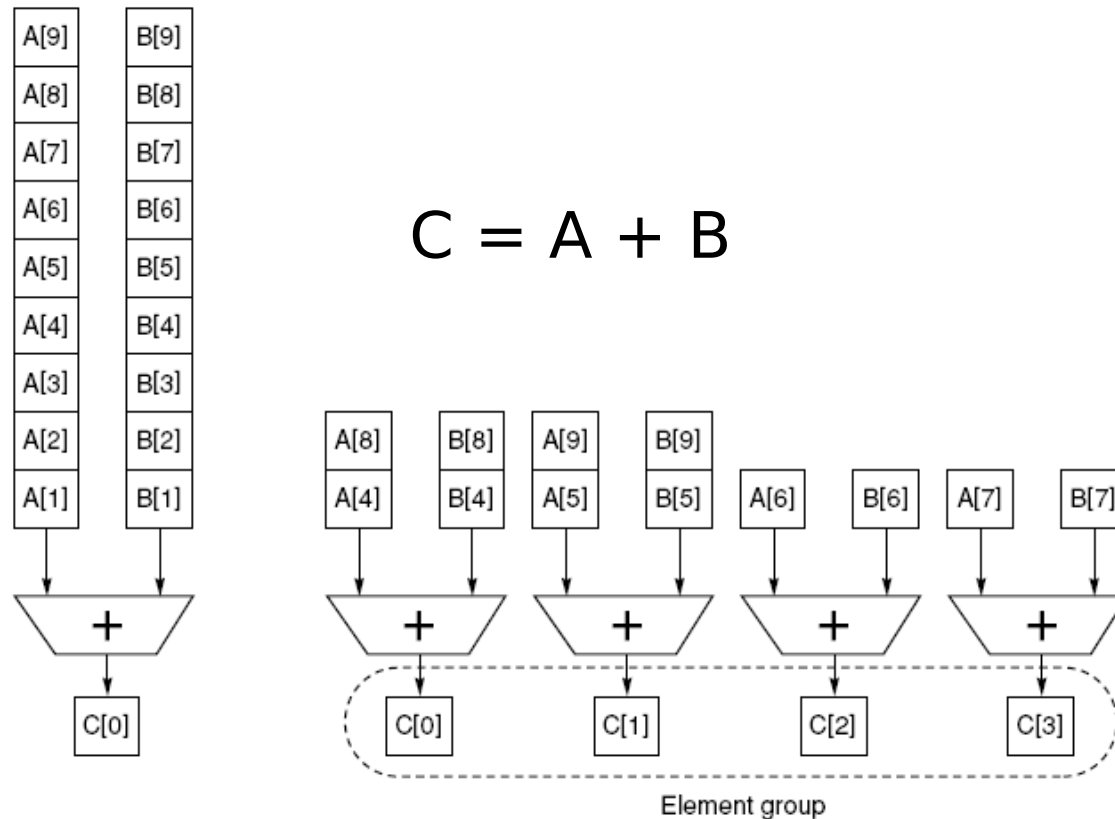 A[9] B[9]
A[8] B[8]
A[7] B[7]
A[6] B[6]
C = A + B
A[5] B[5]
A[4] B[4]
A[3] B[3]
A[2] B[2] A[8] B[8] A[9] B[9]
A[1] B[1] A[4] B[4] A[5] B[5] A[6] B[6] A[7] B[7]
+ + + + +
C[0] C[0] C[1] C[2] C[3]
Element group